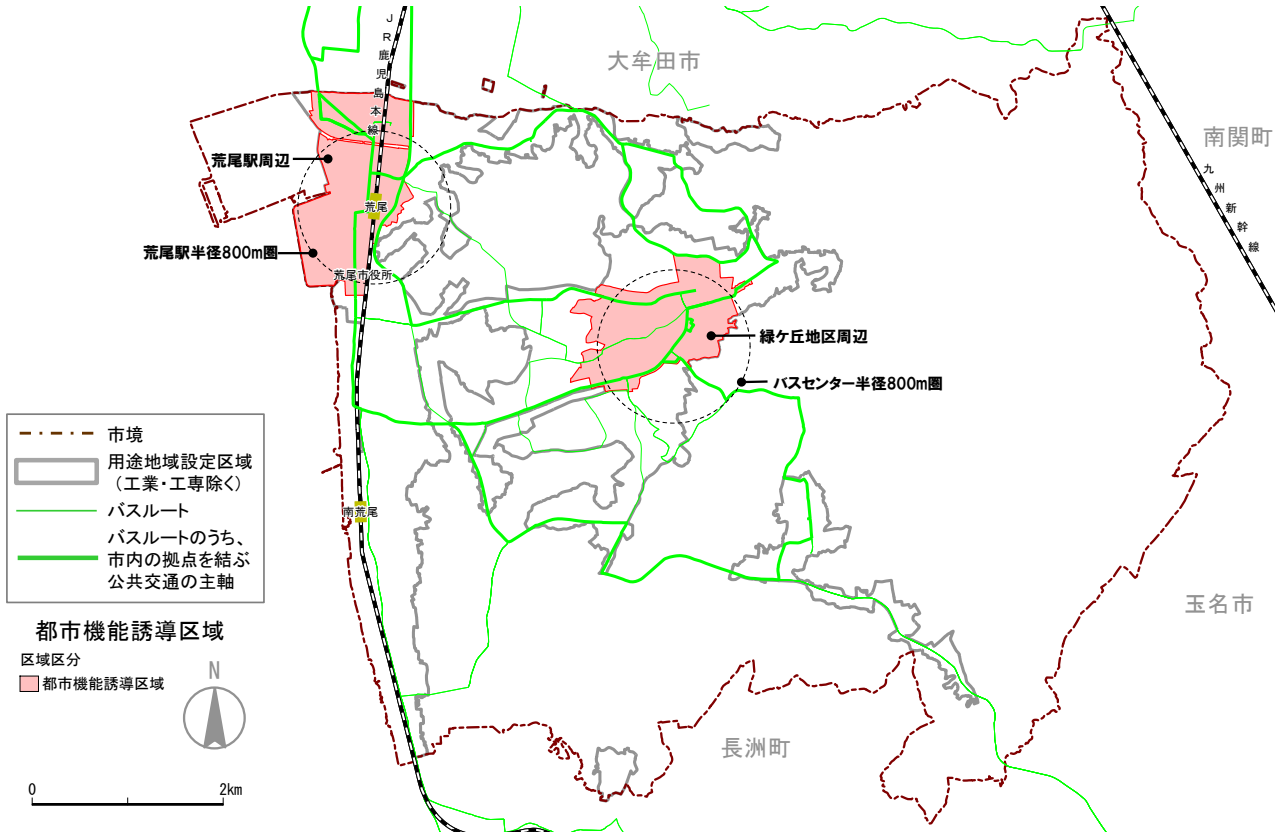 JR鹿児島本線
大牟田市
南関町
九州新幹線
荒尾駅周辺
荒尾
荒尾駅半径800m圏
荒尾市役所
緑ケ丘地区周辺
バスセンター半径800m圏
市境
用途地域設定区域
（工業・工専除く）
バスルート
バスルートのうち、
市内の拠点を結ぶ
公共交通の主軸
南荒尾
玉名市
都市機能誘導区域
区域区分
都市機能誘導区域
N
長洲町
0
2km